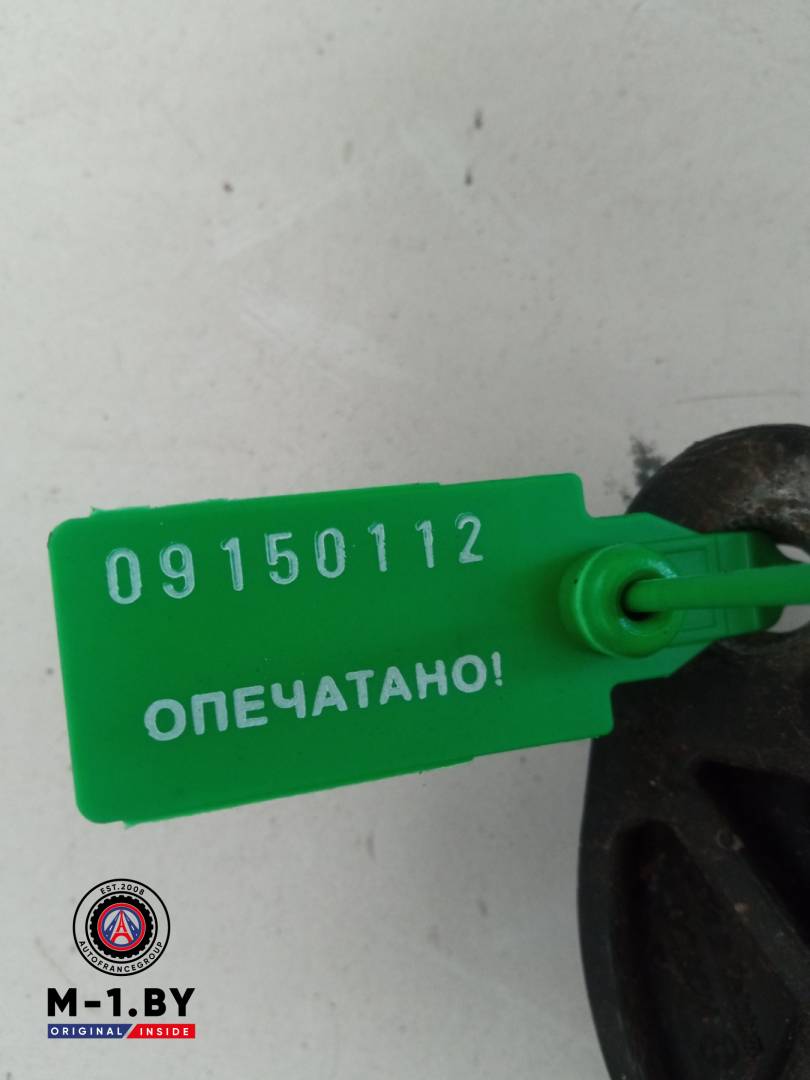 09150112
ОПЕЧАТАНО!
EST.2008
AUTOFRANCEGROUP
M-1.BY
ORIGINAL INSIDE